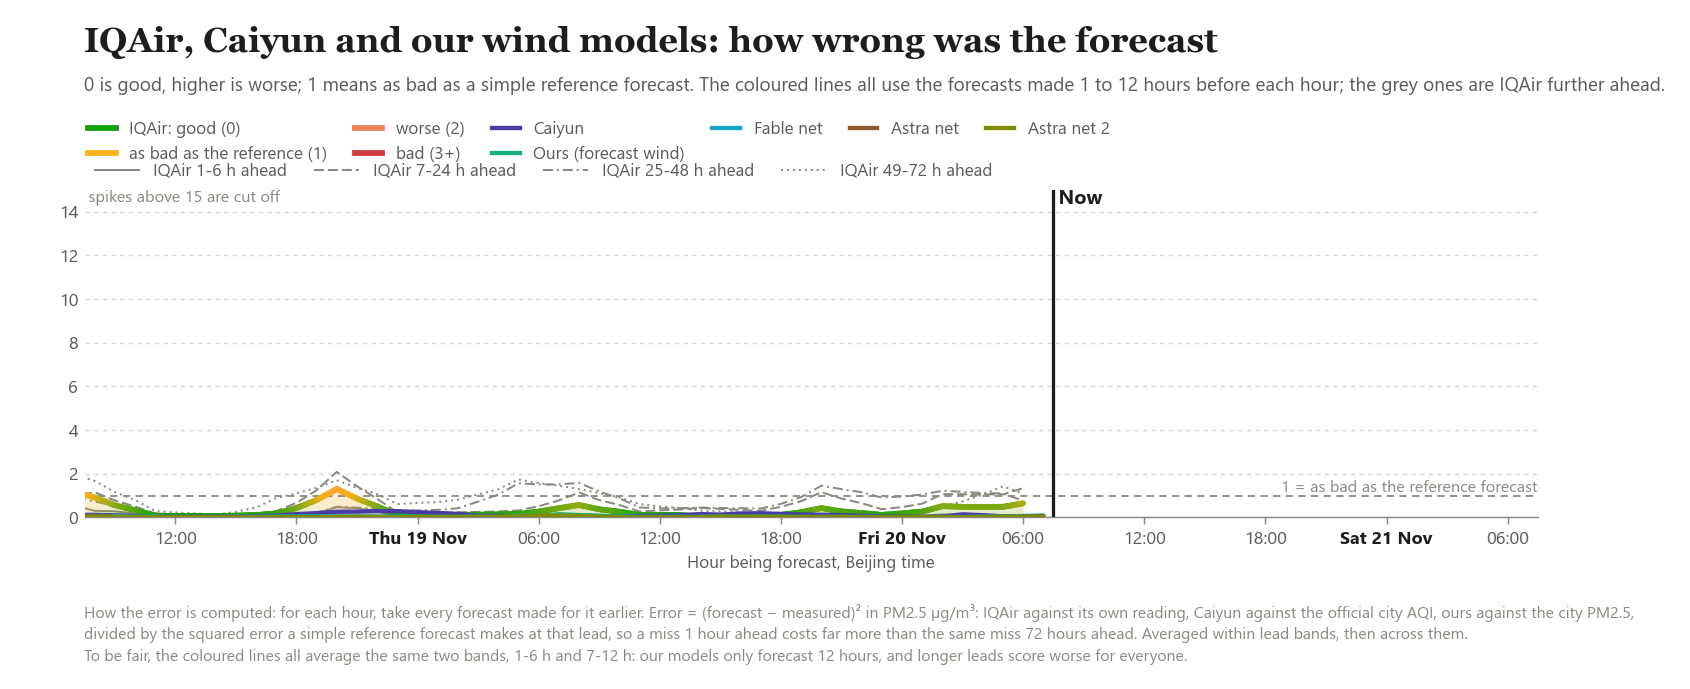 IQAir, Caiyun and our wind models: how wrong was the forecast
0 is good, higher is worse; 1 means as bad as a simple reference forecast. The coloured lines all use the forecasts made 1 to 12 hours before each hour; the grey ones are IQAir further ahead.
IQAir: good (0) worse (2) Caiyun Fable net Astra net Astra net 2
as bad as the reference (1) bad (3+) Ours (forecast wind)
IQAir 1-6 h ahead IQAir 7-24 h ahead IQAir 25-48 h ahead IQAir 49-72 h ahead
spikes above 15 are cut off
Now
14
12
10
8
6
4
2
1 = as bad as the reference forecast
0
12:00 18:00 Thu 19 Nov 06:00 12:00 18:00 Fri 20 Nov 06:00 12:00 18:00 Sat 21 Nov 06:00
Hour being forecast, Beijing time
How the error is computed: for each hour, take every forecast made for it earlier. Error = (forecast − measured)² in PM2.5 µg/m³: IQAir against its own reading, Caiyun against the official city AQI, ours against the city PM2.5,
divided by the squared error a simple reference forecast makes at that lead, so a miss 1 hour ahead costs far more than the same miss 72 hours ahead. Averaged within lead bands, then across them.
To be fair, the coloured lines all average the same two bands, 1-6 h and 7-12 h: our models only forecast 12 hours, and longer leads score worse for everyone.